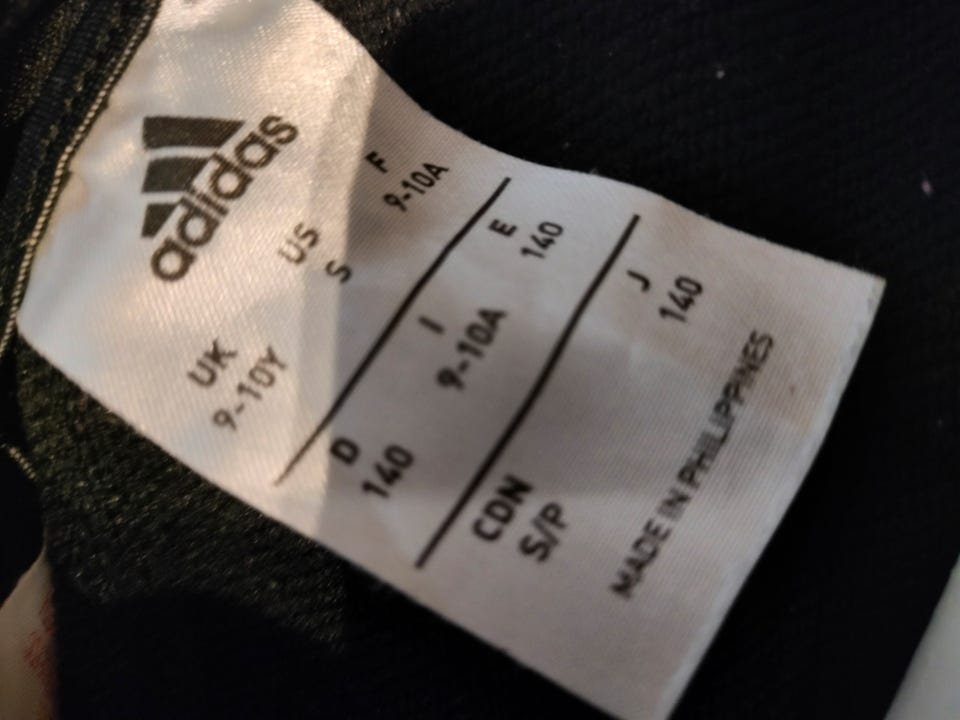 adidas
UK US F
9-10Y S 9-10A
D I E
140 9-10A 140
CDN J
S/P 140
MADE IN PHILIPPINES